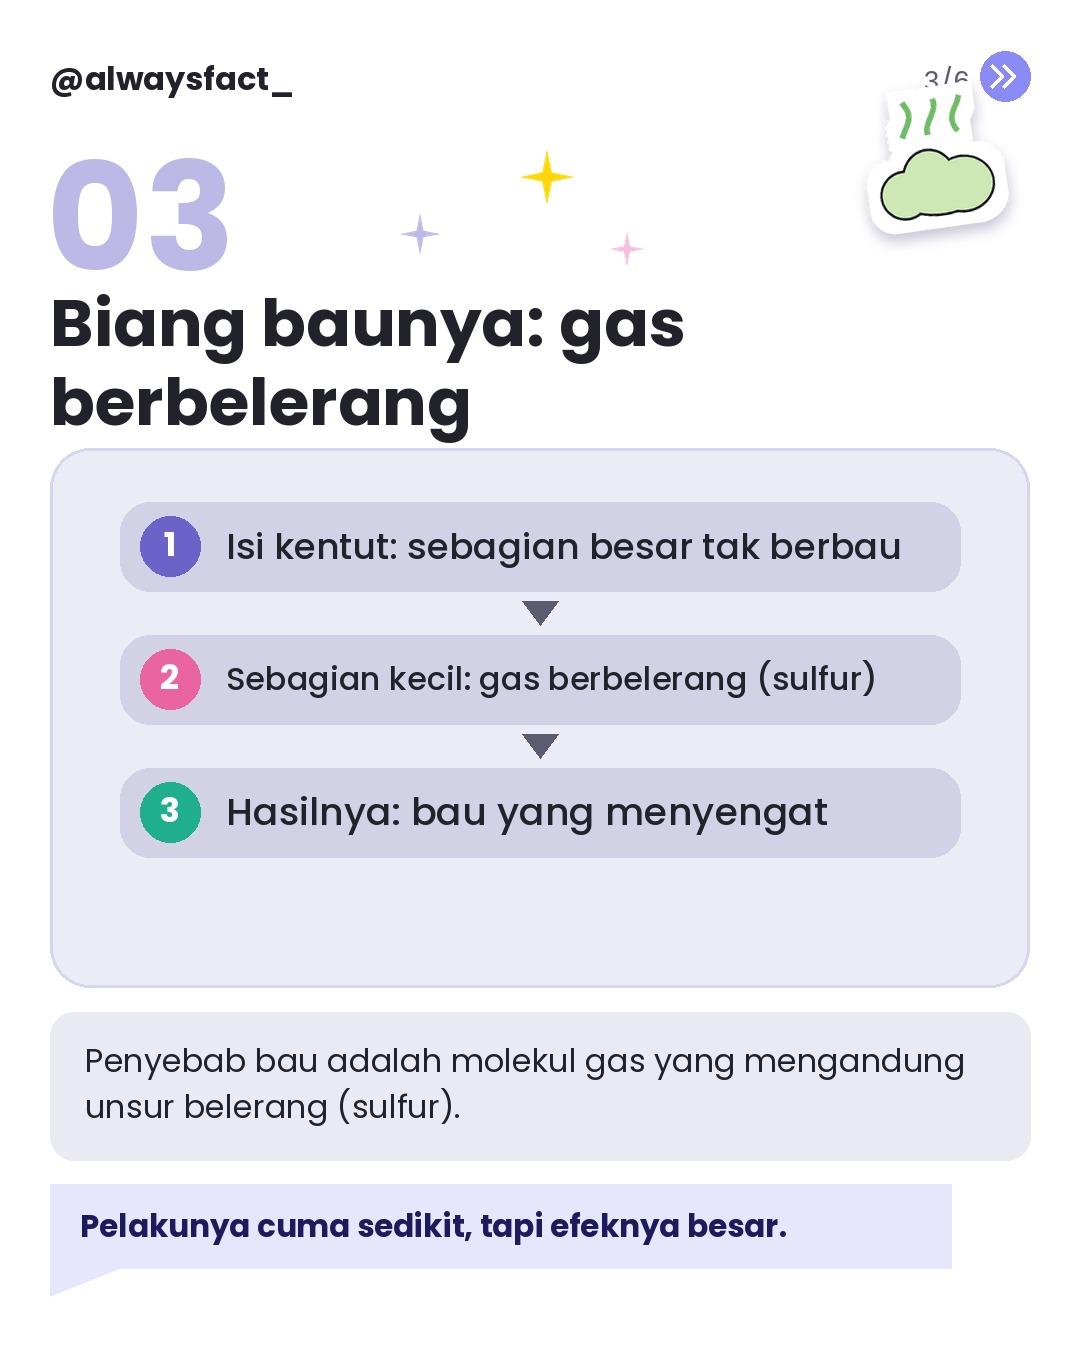 @alwaysfact_
3/6
03
Biang baunya: gas
berbelerang
1 Isi kentut: sebagian besar tak berbau
2 Sebagian kecil: gas berbelerang (sulfur)
3 Hasilnya: bau yang menyengat
Penyebab bau adalah molekul gas yang mengandung
unsur belerang (sulfur).
Pelakunya cuma sedikit, tapi efeknya besar.